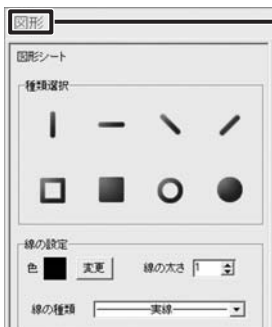 図形
図形シート
種類選択
線の設定
色 変更 線の太さ 1
線の種類 実線